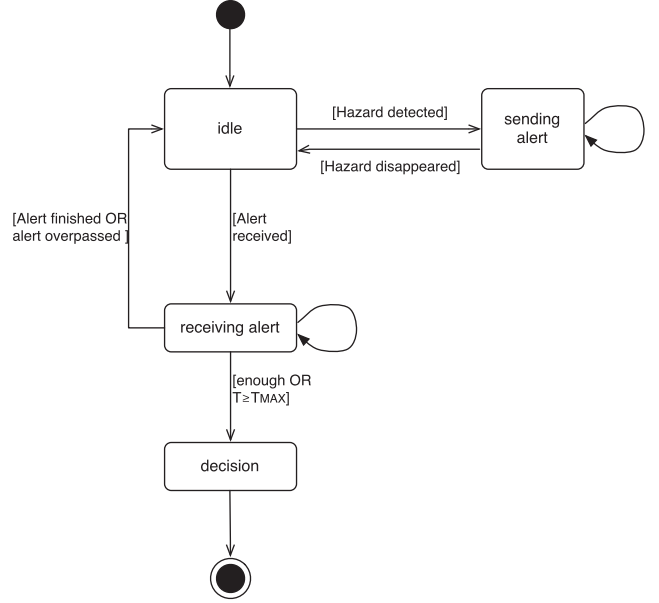 idle
[Hazard detected]
sending
alert
[Hazard disappeared]
[Alert finished OR
alert overpassed ]
[Alert
received]
receiving alert
[enough OR
T≥TMAX]
decision